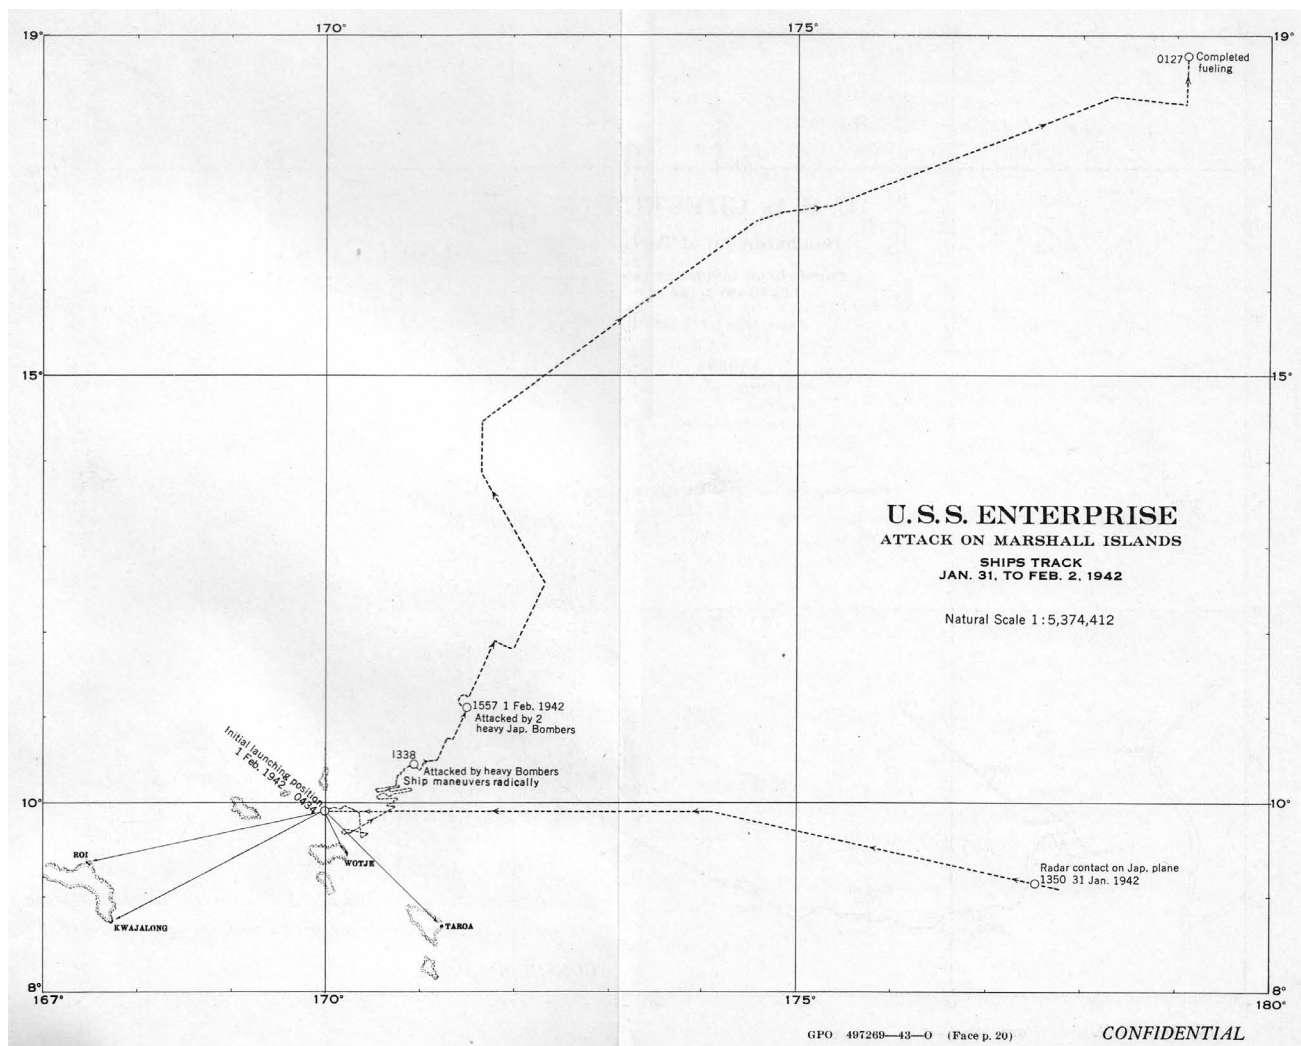 170°
175°
19°
19°
0127 Completed
fueling
15°
15°
U.S.S. ENTERPRISE
ATTACK ON MARSHALL ISLANDS
SHIPS TRACK
JAN. 31, TO FEB. 2, 1942
Natural Scale 1:5,374,412
1557 1 Feb. 1942
Attacked by 2
heavy Jap. Bombers
Initial launching position
1 Feb. 1942 - 0434
1338
Attacked by heavy Bombers
Ship maneuvers radically
10°
10°
ROI
WOTJE
Radar contact on Jap. plane
1350 31 Jan. 1942
KWAJALONG
TAROA
8°
8°
167°
170°
175°
180°
GPO 497269—43—O (Face p. 20)
CONFIDENTIAL